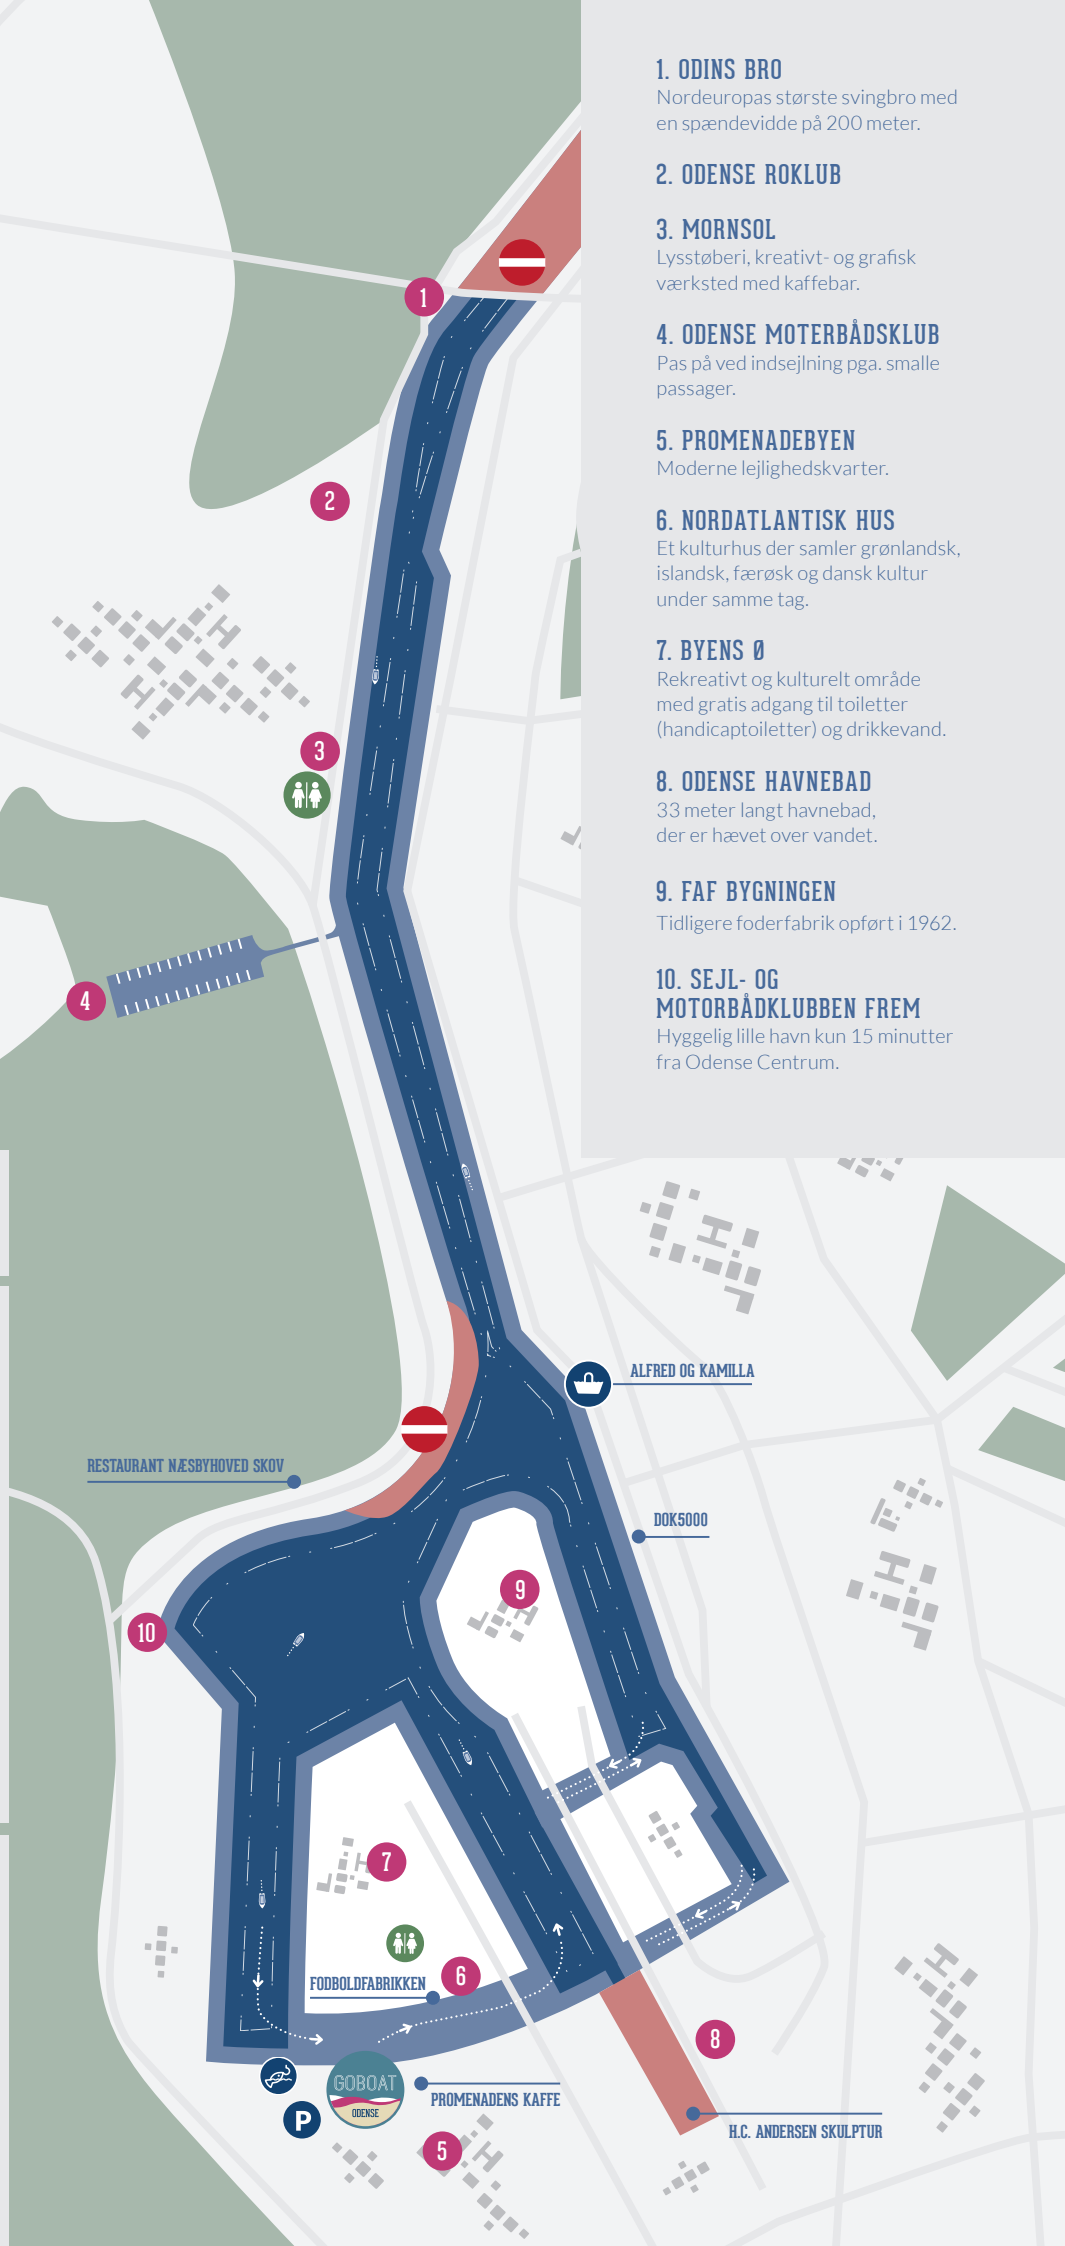 1. ODINS BRO
Nordeuropas største svingbro med
en spændevidde på 200 meter.
2. ODENSE ROKLUB
3. MORNSOL
Lysstøberi, kreativt- og grafisk
værksted med kaffebar.
4. ODENSE MOTERBÅDSKLUB
Pas på ved indsejlning pga. smalle
passager.
5. PROMENADEBYEN
Moderne lejlighedskvarter.
6. NORDATLANTISK HUS
Et kulturhus der samler grønlandsk,
islandsk, færøsk og dansk kultur
under samme tag.
7. BYENS Ø
Rekreativt og kulturelt område
med gratis adgang til toiletter
(handicaptoiletter) og drikkevand.
8. ODENSE HAVNEBAD
33 meter langt havnebad,
der er hævet over vandet.
9. FAF BYGNINGEN
Tidligere foderfabrik opført i 1962.
10. SEJL- OG
MOTORBÅDKLUBBEN FREM
Hyggelig lille havn kun 15 minutter
fra Odense Centrum.
1
2
3
4
ALFRED OG KAMILLA
RESTAURANT NÆSBYHOVED SKOV
DOK5000
9
10
7
6
FODBOLDFABRIKKEN
8
GOBOAT
ODENSE
PROMENADENS KAFFE
P
H.C. ANDERSEN SKULPTUR
5